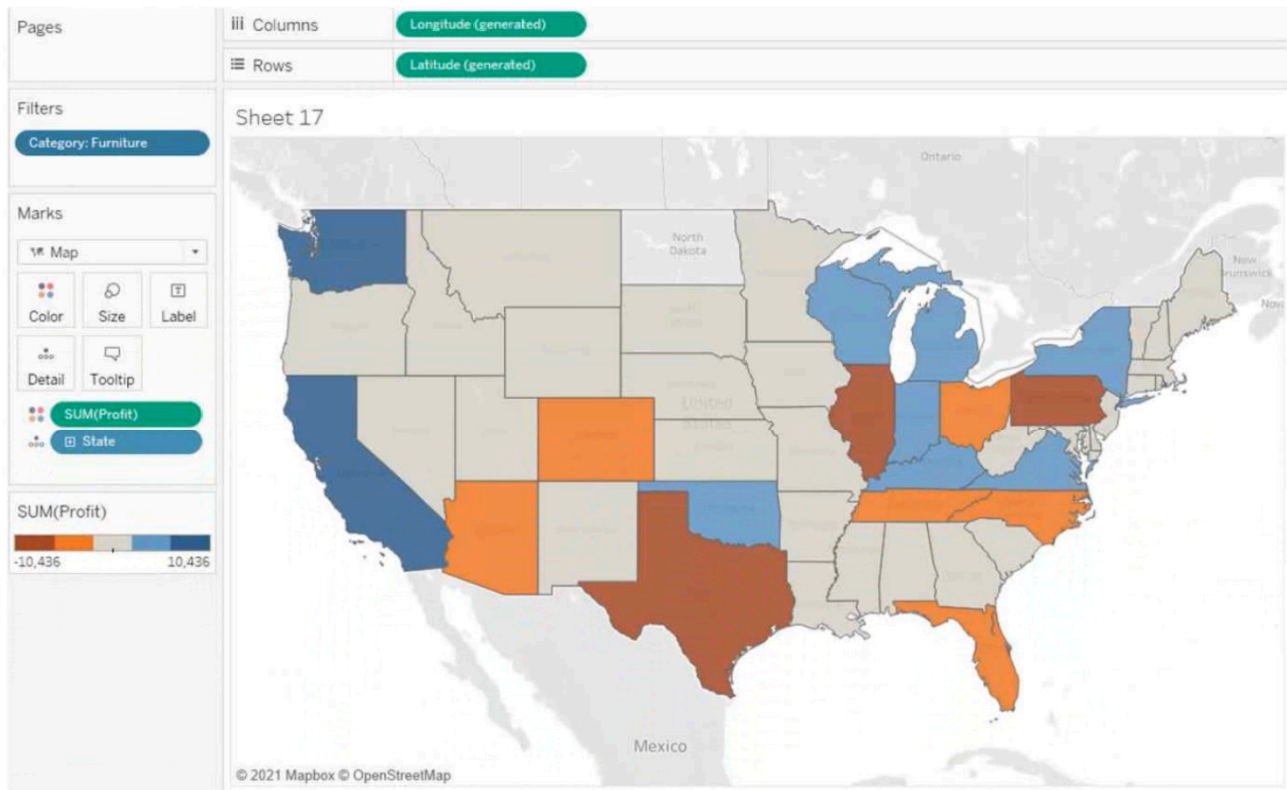 Pages
Columns
Longitude (generated)
Rows
Latitude (generated)
Filters
Category: Furniture
Sheet 17
Marks
Map
Color
Size
Label
Detail
Tooltip
SUM(Profit)
State
SUM(Profit)
-10,436
10,436
Ontario
North
Dakota
New
United
States
Mexico
© 2021 Mapbox © OpenStreetMap